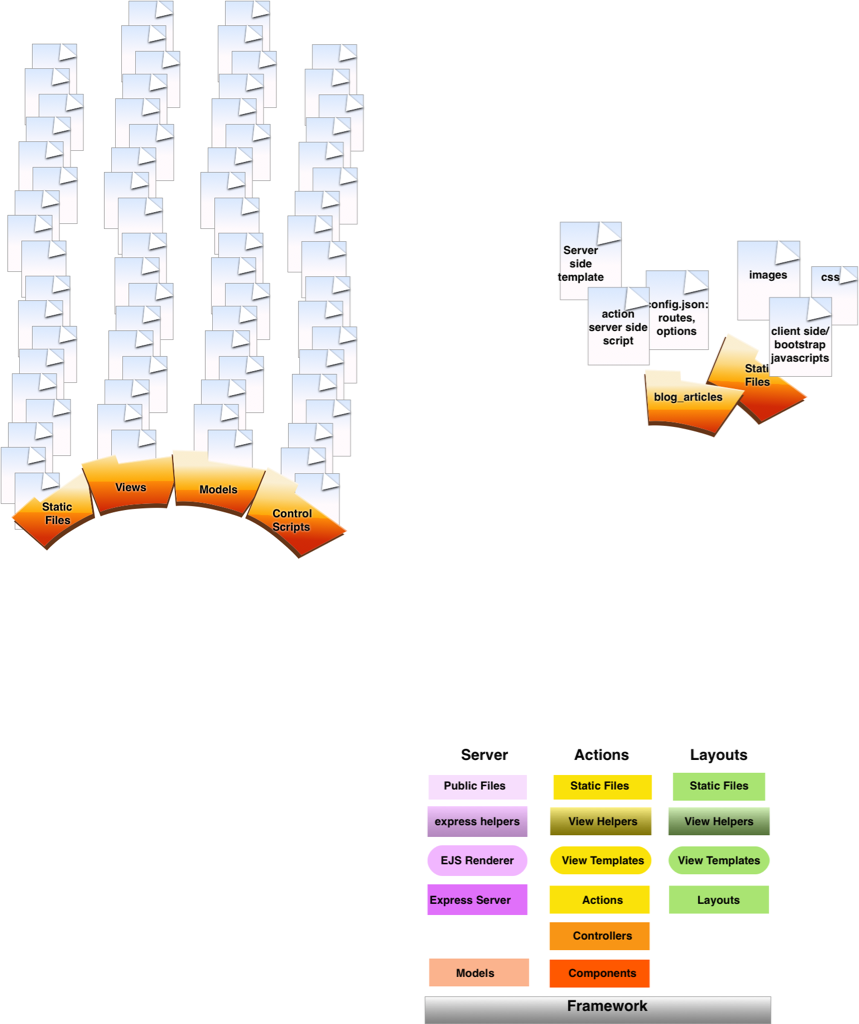 Server
side
template
images
css
config.json:
routes,
options
action
server side
script
client side/
bootstrap
javascripts
Static
Files
blog_articles
Views
Models
Static
Files
Control
Scripts
Server
Actions
Layouts
Public Files
Static Files
Static Files
express helpers
View Helpers
View Helpers
EJS Renderer
View Templates
View Templates
Express Server
Actions
Layouts
Controllers
Models
Components
Framework